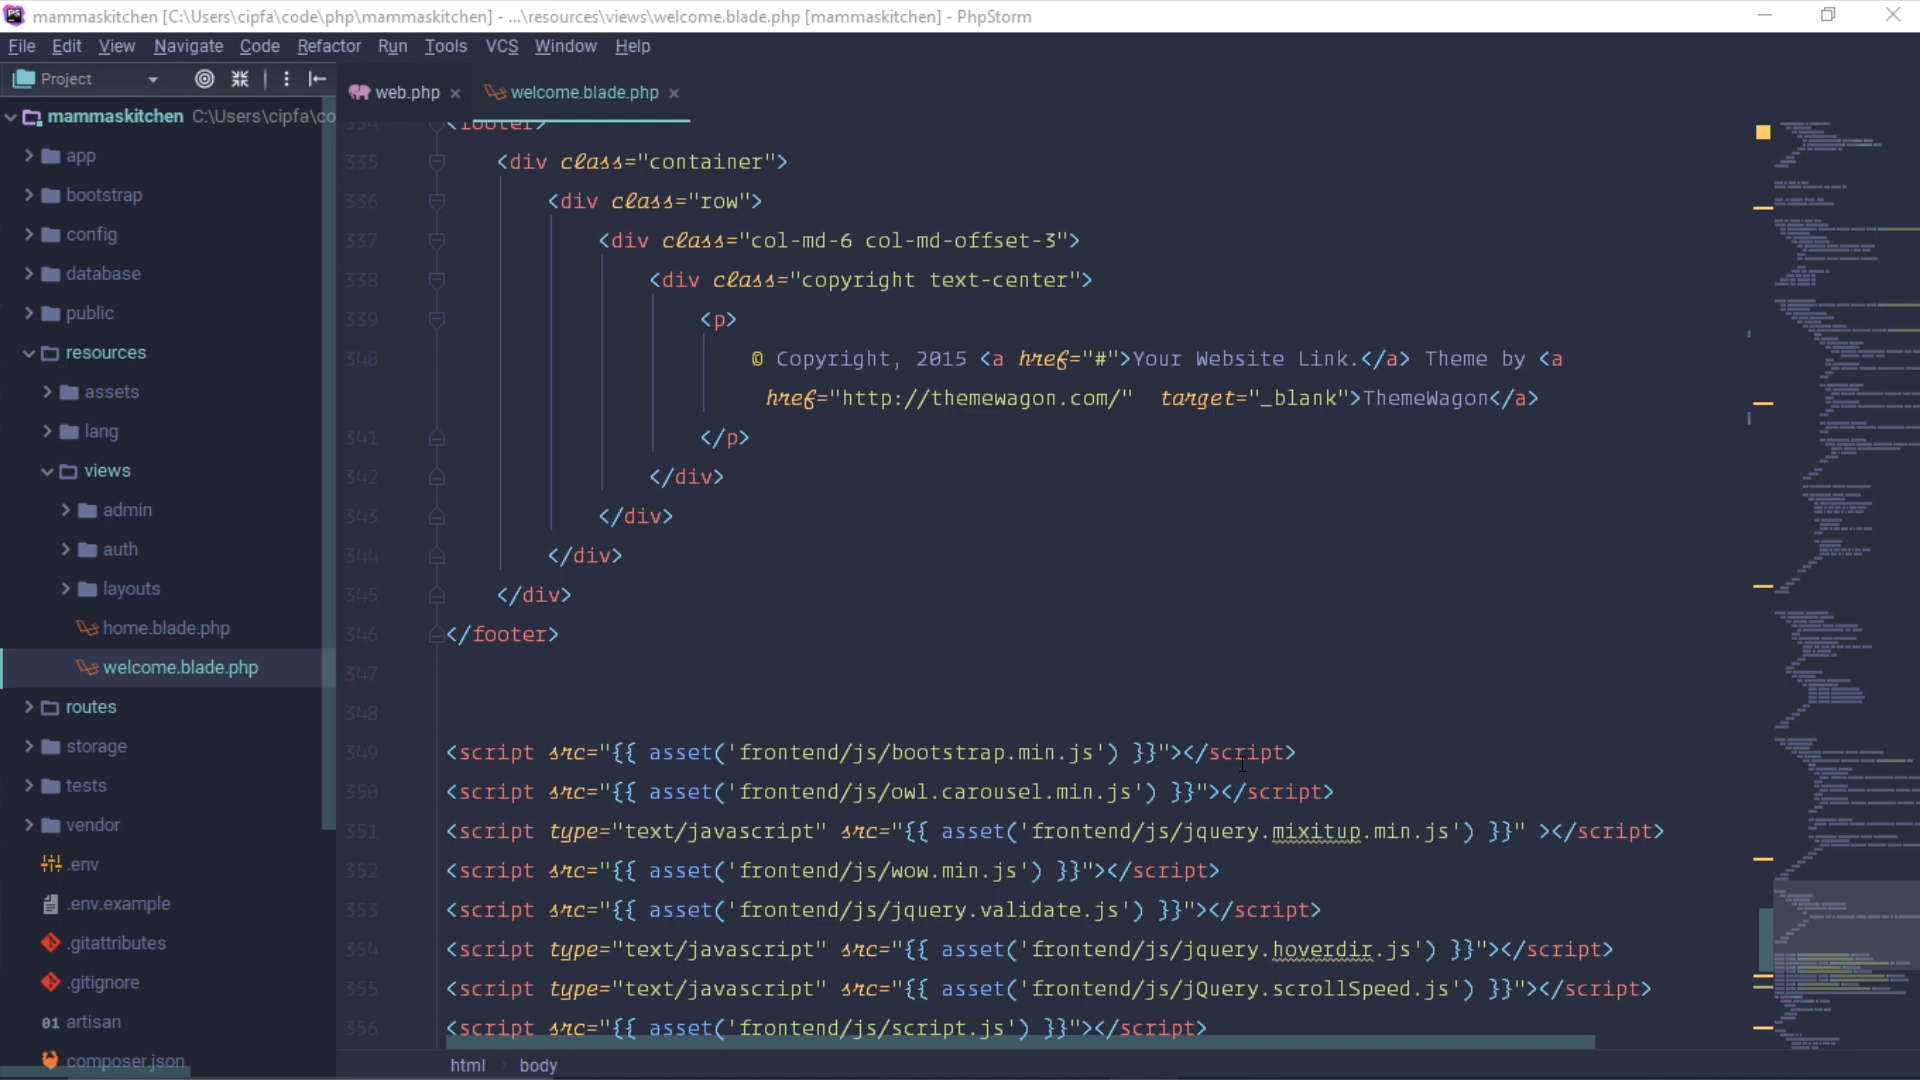 mammaskitchen [C:\Users\cipfa\code\php\mammaskitchen] - ...\resources\views\welcome.blade.php [mammaskitchen] - PhpStorm
File Edit View Navigate Code Refactor Run Tools VCS Window Help
Project
web.php
welcome.blade.php
mammaskitchen C:\Users\cipfa\co
app
bootstrap
config
database
public
resources
assets
lang
views
admin
auth
layouts
home.blade.php
welcome.blade.php
routes
storage
tests
vendor
.env
.env.example
.gitattributes
.gitignore
artisan
composer.json
334 <footer>
335 <div class="container">
336 <div class="row">
337 <div class="col-md-6 col-md-offset-3">
338 <div class="copyright text-center">
339 <p>
340 © Copyright, 2015 <a href="#">Your Website Link.</a> Theme by <a
href="http://themewagon.com/" target="_blank">ThemeWagon</a>
341 </p>
342 </div>
343 </div>
344 </div>
345 </div>
346 </footer>
347
348
349 <script src="{{ asset('frontend/js/bootstrap.min.js') }}"></script>
350 <script src="{{ asset('frontend/js/owl.carousel.min.js') }}"></script>
351 <script type="text/javascript" src="{{ asset('frontend/js/jquery.mixitup.min.js') }}" ></script>
352 <script src="{{ asset('frontend/js/wow.min.js') }}"></script>
353 <script src="{{ asset('frontend/js/jquery.validate.js') }}"></script>
354 <script type="text/javascript" src="{{ asset('frontend/js/jquery.hoverdir.js') }}"></script>
355 <script type="text/javascript" src="{{ asset('frontend/js/jQuery.scrollSpeed.js') }}"></script>
356 <script src="{{ asset('frontend/js/script.js') }}"></script>
html body